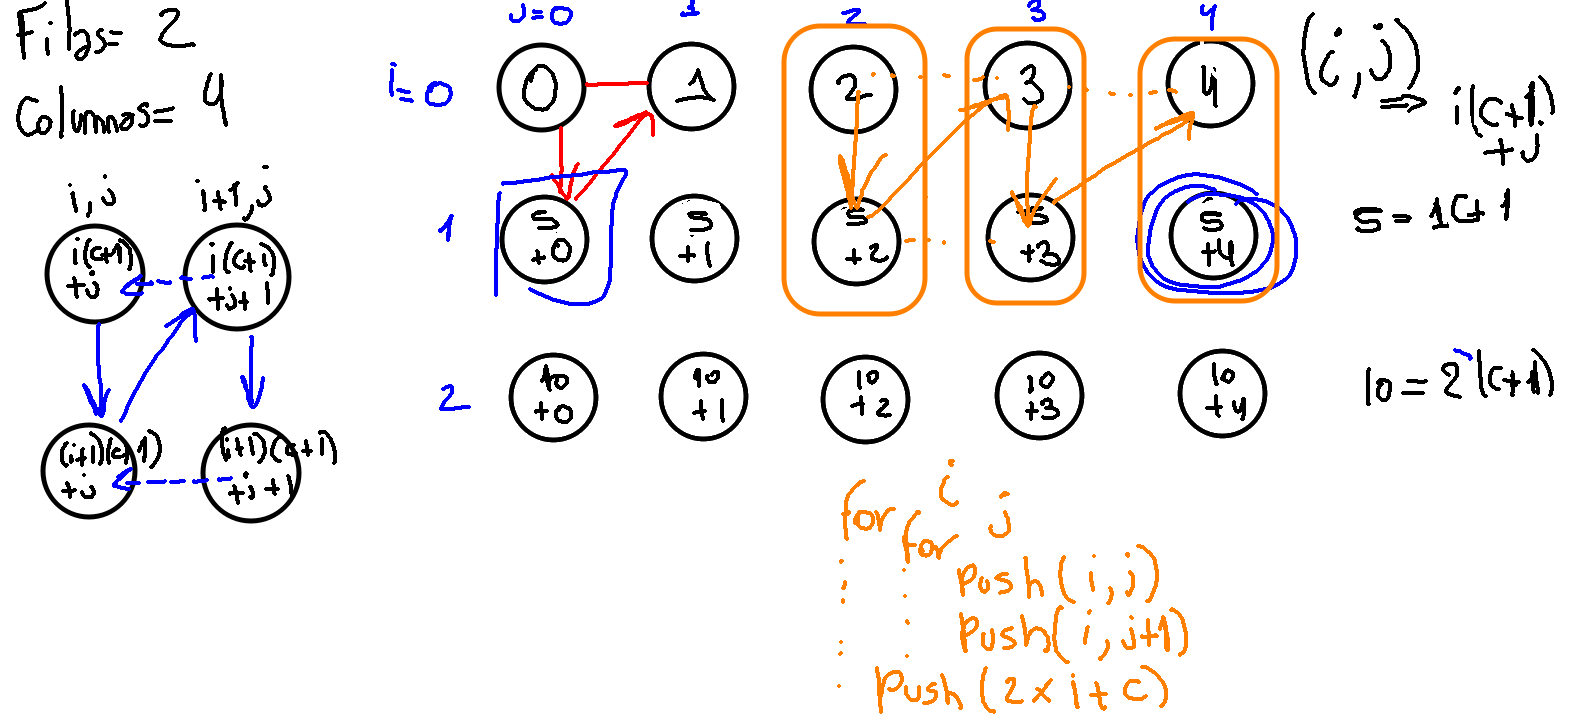 Filas= 2
Columnas= 4
j=0 1 2 3 4
i=0 0 1 2 3 4
(i,j)
⇒ i(c+1)
+j
i,j i+1,j
i(c+1)
+j
i(c+1)
+j+1
(i+1)(c+1)
+j
(i+1)(c+1)
+j+1
1
5
+0
5
+1
5
+2
5
+3
5
+4
5 = 1C+1
2
10
+0
10
+1
10
+2
10
+3
10
+4
10 = 2(c+1)
for i
for j
Push(i,j)
Push(i,j+1)
Push(2x i+c)